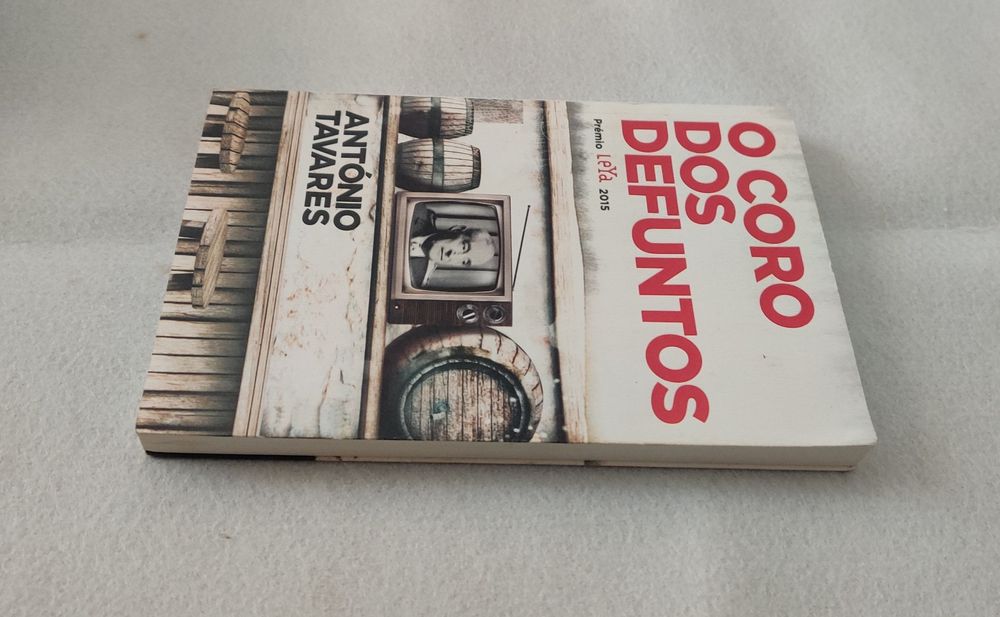 O CORO
DOS
DEFUNTOS
Prémio LeYa 2015
ANTÓNIO
TAVARES